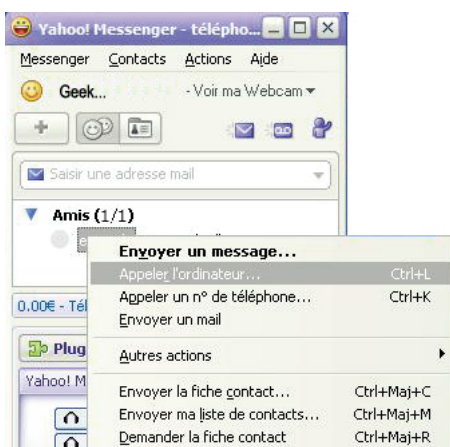 Yahoo! Messenger - télépho...
Messenger Contacts Actions Aide
Geek... - Voir ma Webcam
Saisir une adresse mail
Amis (1/1)
Envoyer un message...
Appeler l'ordinateur... Ctrl+L
Appeler un n° de téléphone... Ctrl+K
0.00€ - Tél
Envoyer un mail
Plug
Autres actions
Yahoo! M
Envoyer la fiche contact... Ctrl+Maj+C
Envoyer ma liste de contacts... Ctrl+Maj+M
Demander la fiche contact Ctrl+Maj+R